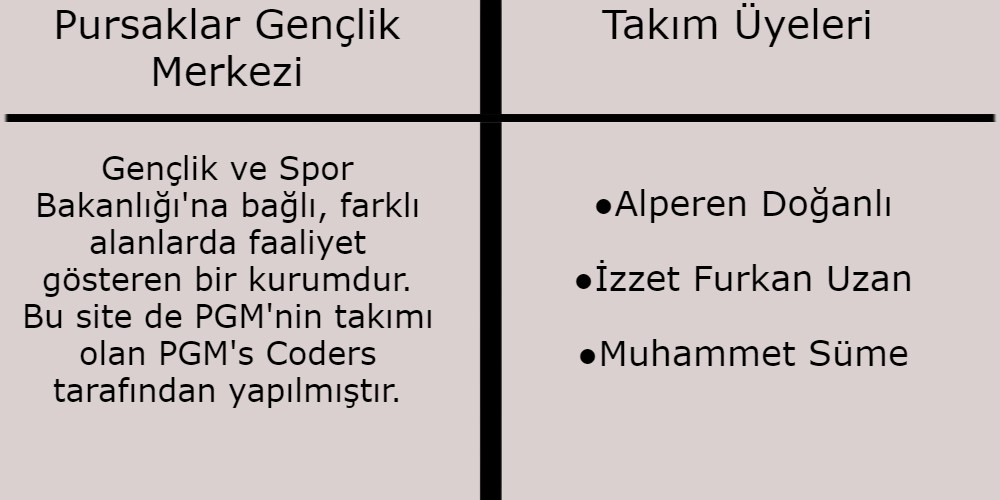 Pursaklar Gençlik
Merkezi
Gençlik ve Spor
Bakanlığı'na bağlı, farklı
alanlarda faaliyet
gösteren bir kurumdur.
Bu site de PGM'nin takımı
olan PGM's Coders
tarafından yapılmıştır.
Takım Üyeleri
●Alperen Doğanlı
●İzzet Furkan Uzan
●Muhammet Süme